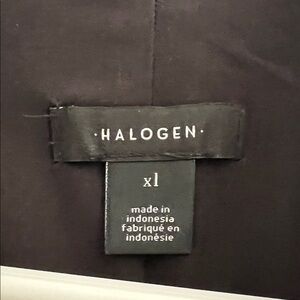 ·HALOGEN·
xl
made in
indonesia
fabriqué en
indonésie